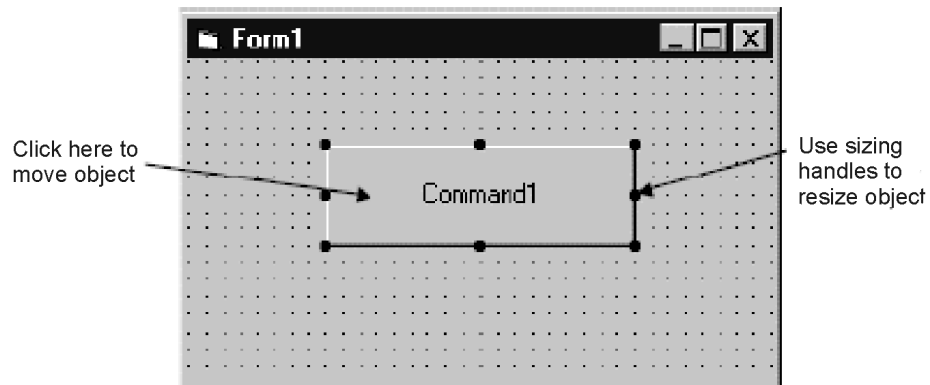 Form1
Click here to
move object
Command1
Use sizing
handles to
resize object